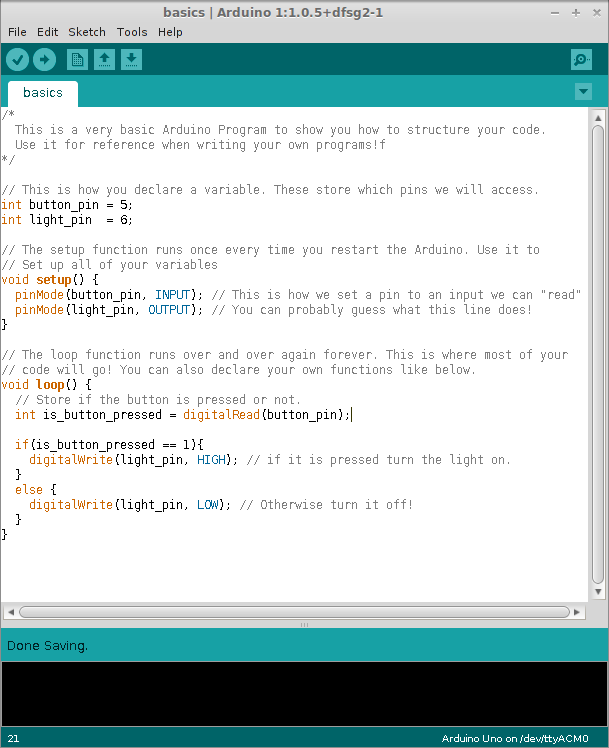 basics | Arduino 1:1.0.5+dfsg2-1
File Edit Sketch Tools Help
basics
/*
  This is a very basic Arduino Program to show you how to structure your code.
  Use it for reference when writing your own programs!f
*/

// This is how you declare a variable. These store which pins we will access.
int button_pin = 5;
int light_pin  = 6;

// The setup function runs once every time you restart the Arduino. Use it to
// Set up all of your variables
void setup() {
  pinMode(button_pin, INPUT); // This is how we set a pin to an input we can "read"
  pinMode(light_pin, OUTPUT); // You can probably guess what this line does!
}

// The loop function runs over and over again forever. This is where most of your
// code will go! You can also declare your own functions like below.
void loop() {
  // Store if the button is pressed or not.
  int is_button_pressed = digitalRead(button_pin);

  if(is_button_pressed == 1){
    digitalWrite(light_pin, HIGH); // if it is pressed turn the light on.
  }
  else {
    digitalWrite(light_pin, LOW); // Otherwise turn it off!
  }
}
Done Saving.
21
Arduino Uno on /dev/ttyACM0